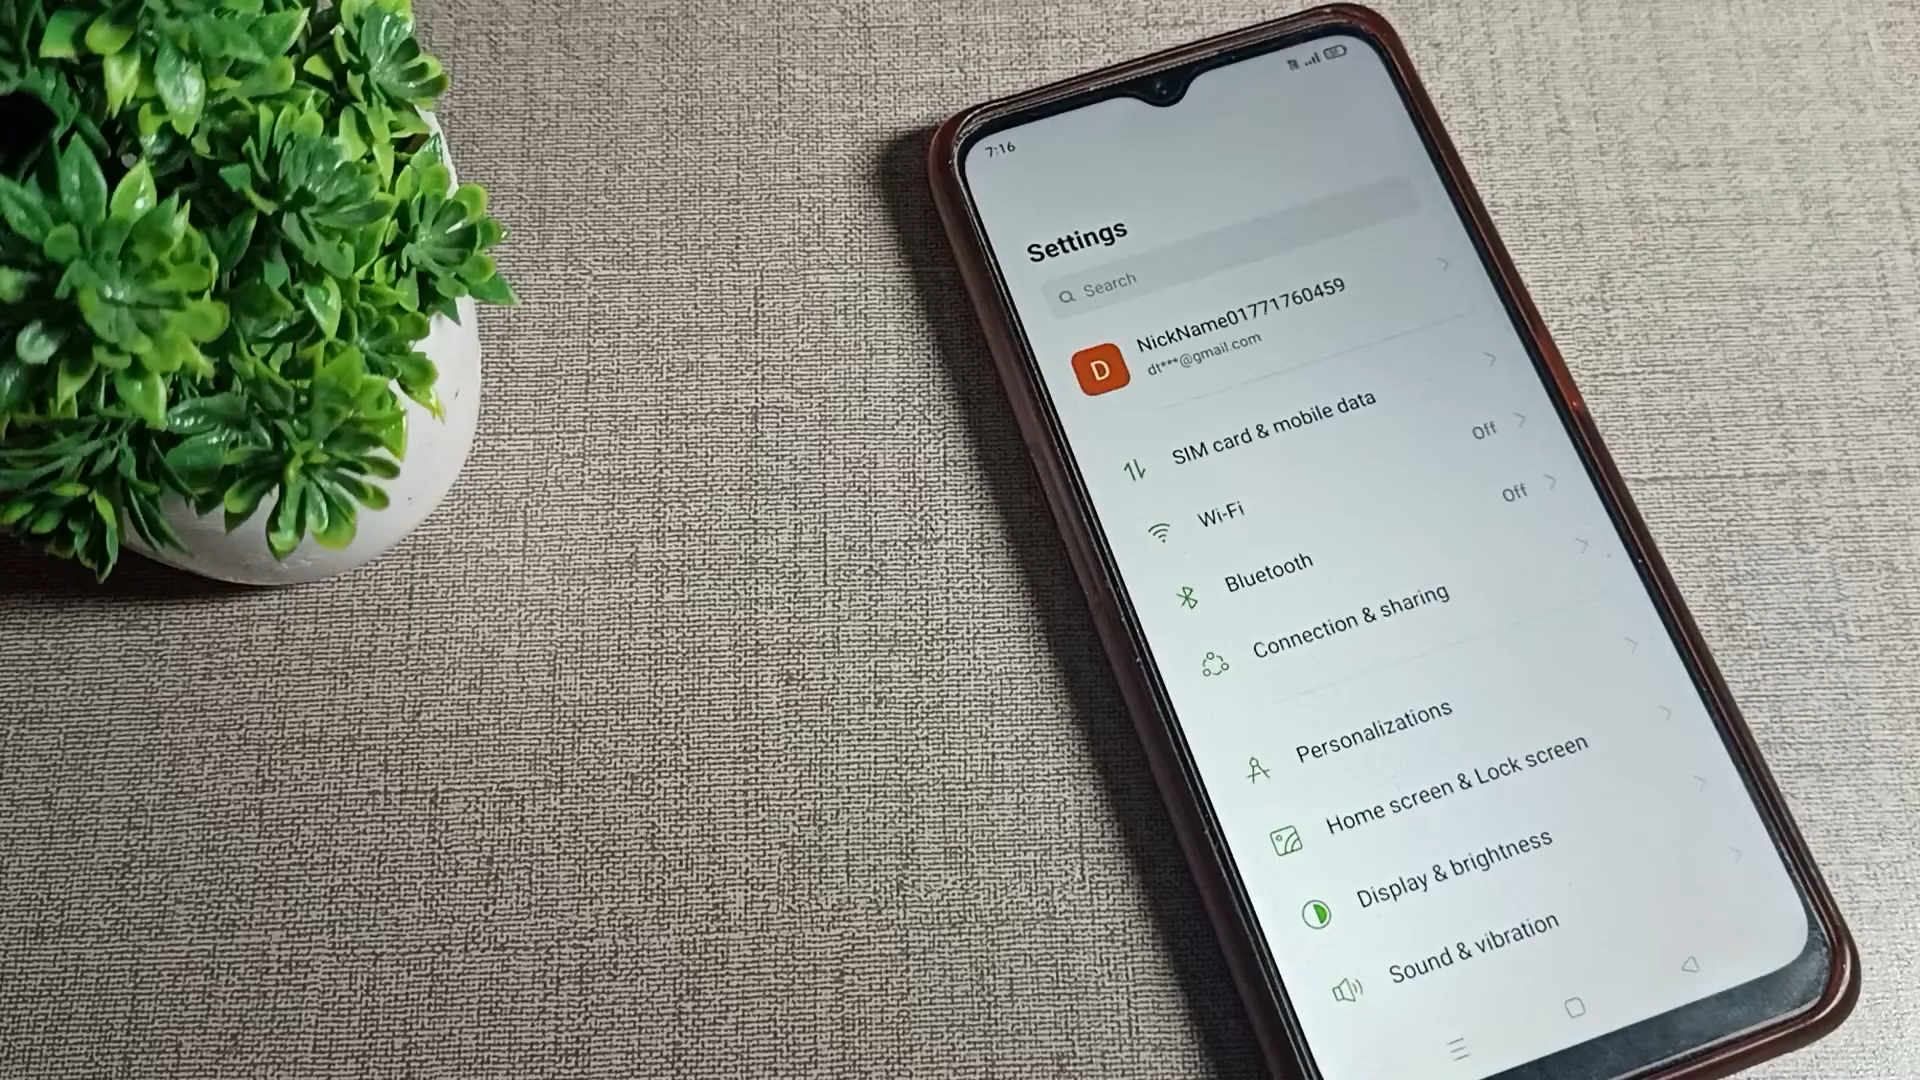 7:16
Settings
Search
D
NickName01771760459
dt***@gmail.com
SIM card & mobile data
Wi-Fi
Off
Bluetooth
Off
Connection & sharing
Personalizations
Home screen & Lock screen
Display & brightness
Sound & vibration